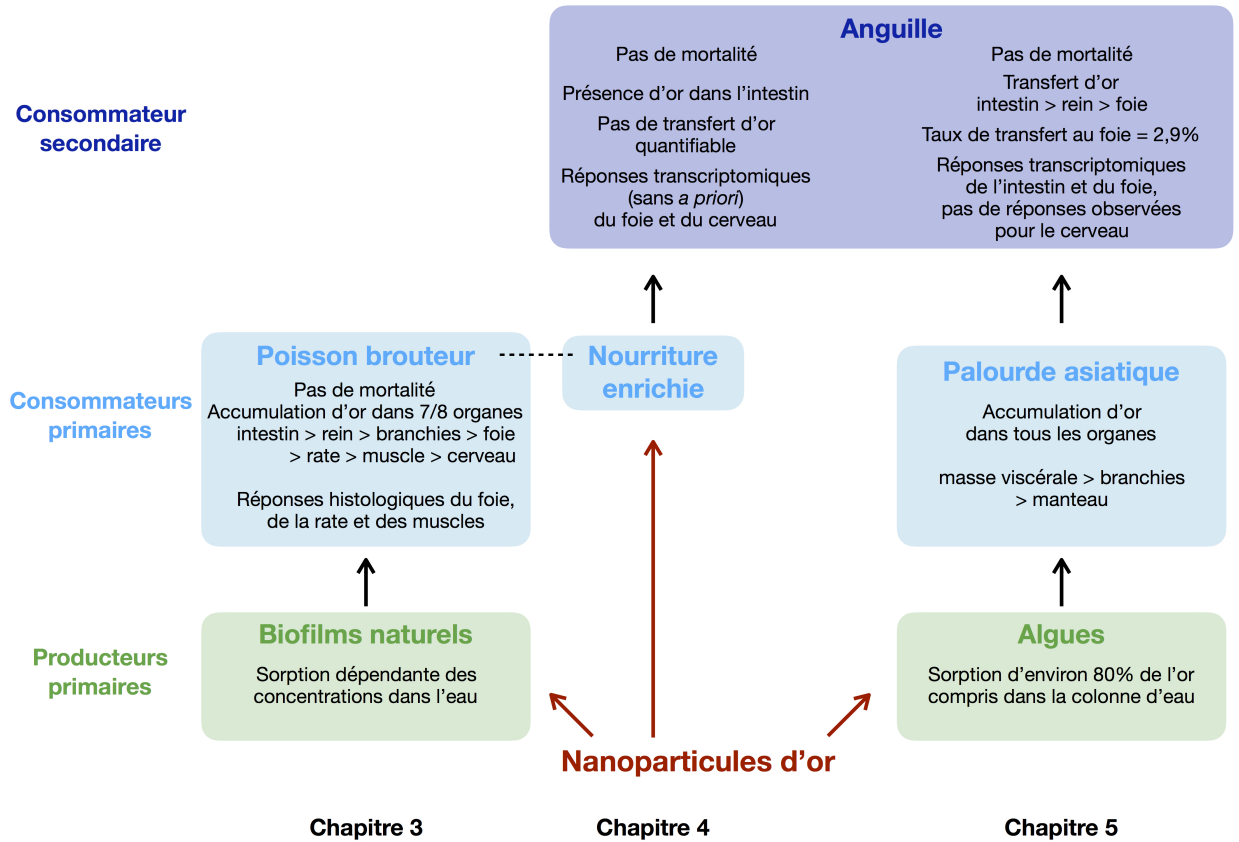 Anguille
Pas de mortalité
Présence d'or dans l'intestin
Pas de transfert d'or
quantifiable
Réponses transcriptomiques
(sans a priori)
du foie et du cerveau
Pas de mortalité
Transfert d'or
intestin > rein > foie
Taux de transfert au foie = 2,9%
Réponses transcriptomiques
de l'intestin et du foie,
pas de réponses observées
pour le cerveau
Consommateur
secondaire
Consommateurs
primaires
Poisson brouteur
Pas de mortalité
Accumulation d'or dans 7/8 organes
intestin > rein > branchies > foie
> rate > muscle > cerveau
Réponses histologiques du foie,
de la rate et des muscles
Nourriture
enrichie
Palourde asiatique
Accumulation d'or
dans tous les organes
masse viscérale > branchies
> manteau
Producteurs
primaires
Biofilms naturels
Sorption dépendante des
concentrations dans l'eau
Algues
Sorption d'environ 80% de l'or
compris dans la colonne d'eau
Nanoparticules d'or
Chapitre 3
Chapitre 4
Chapitre 5